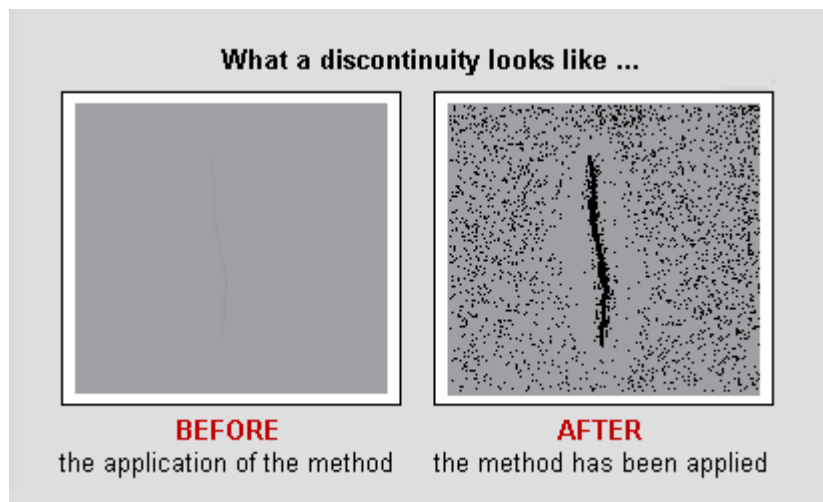 What a discontinuity looks like ...
BEFORE
the application of the method
AFTER
the method has been applied